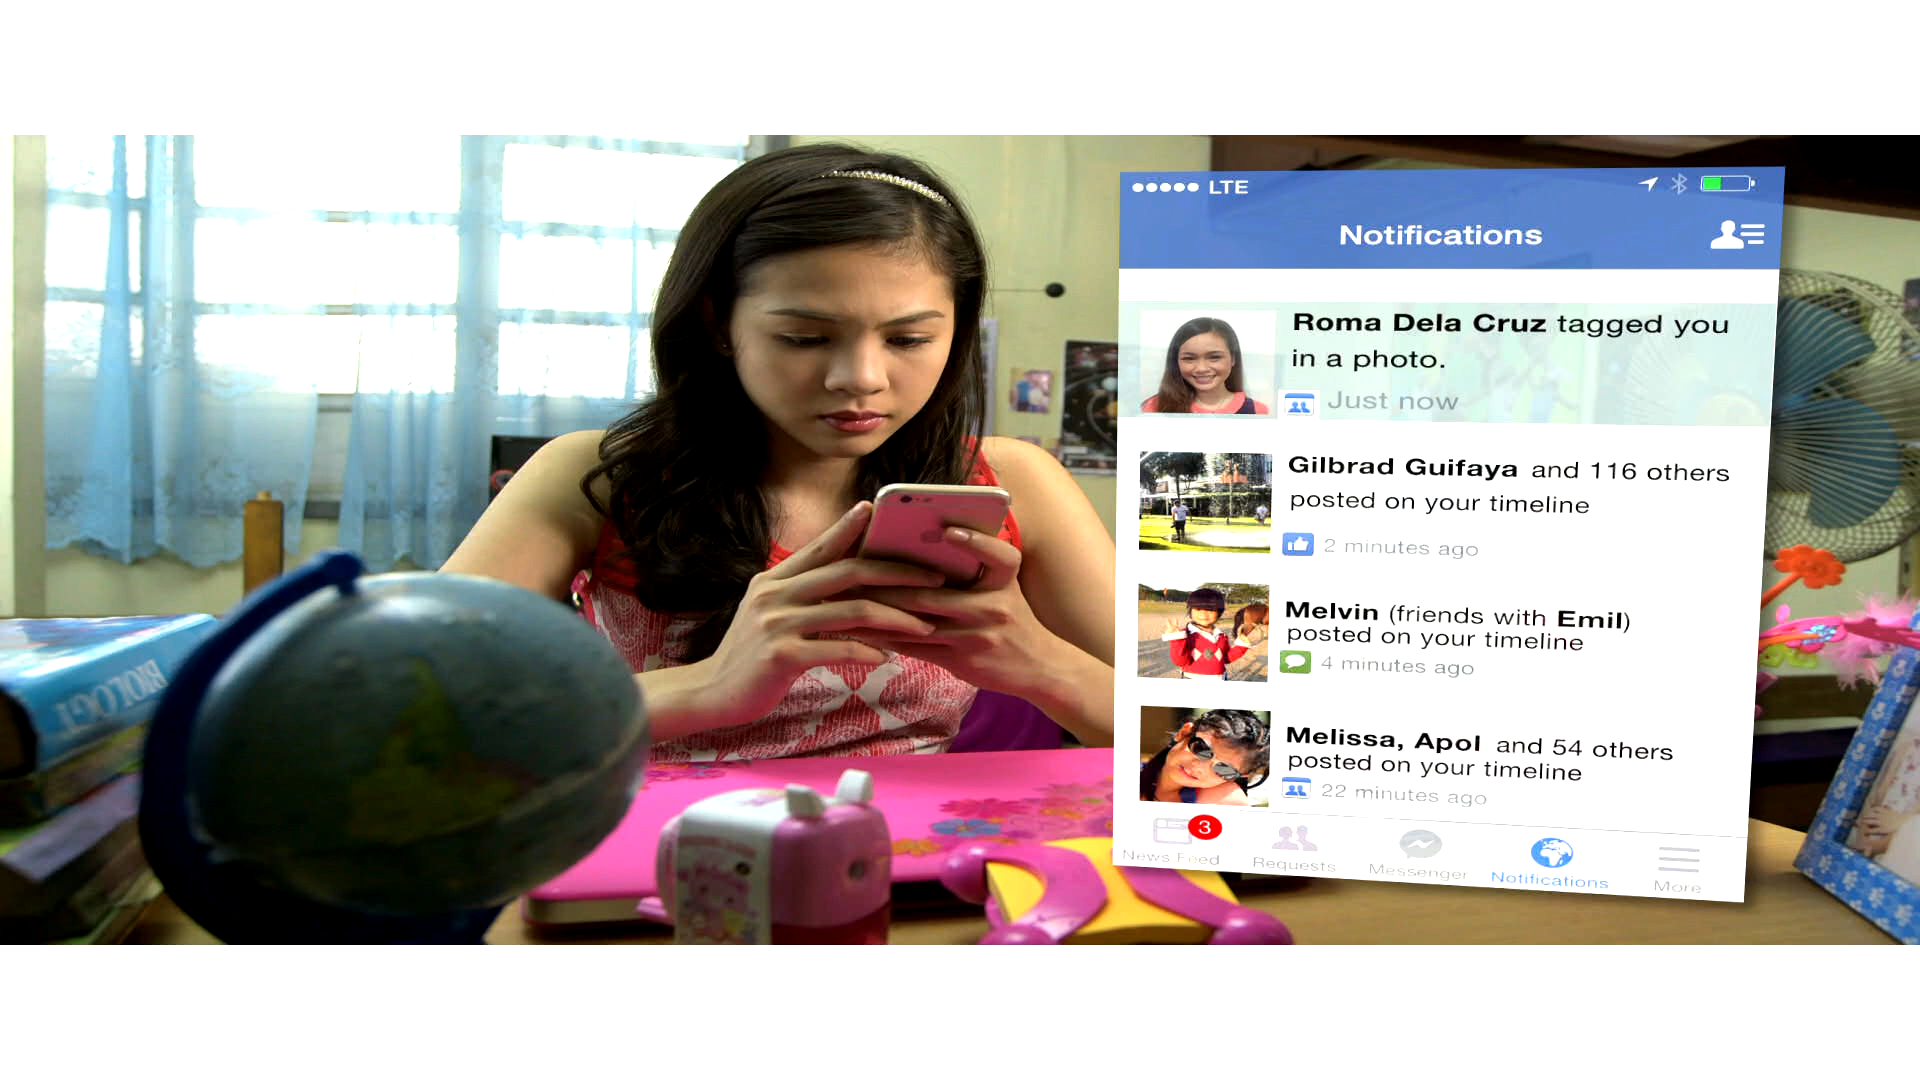 LTE
Notifications
Roma Dela Cruz tagged you
in a photo.
Just now
Gilbrad Guifaya and 116 others
posted on your timeline
2 minutes ago
Melvin (friends with Emil)
posted on your timeline
4 minutes ago
Melissa, Apol and 54 others
posted on your timeline
22 minutes ago
3
News Feed
Requests
Messenger
Notifications
More
BIOLOGY